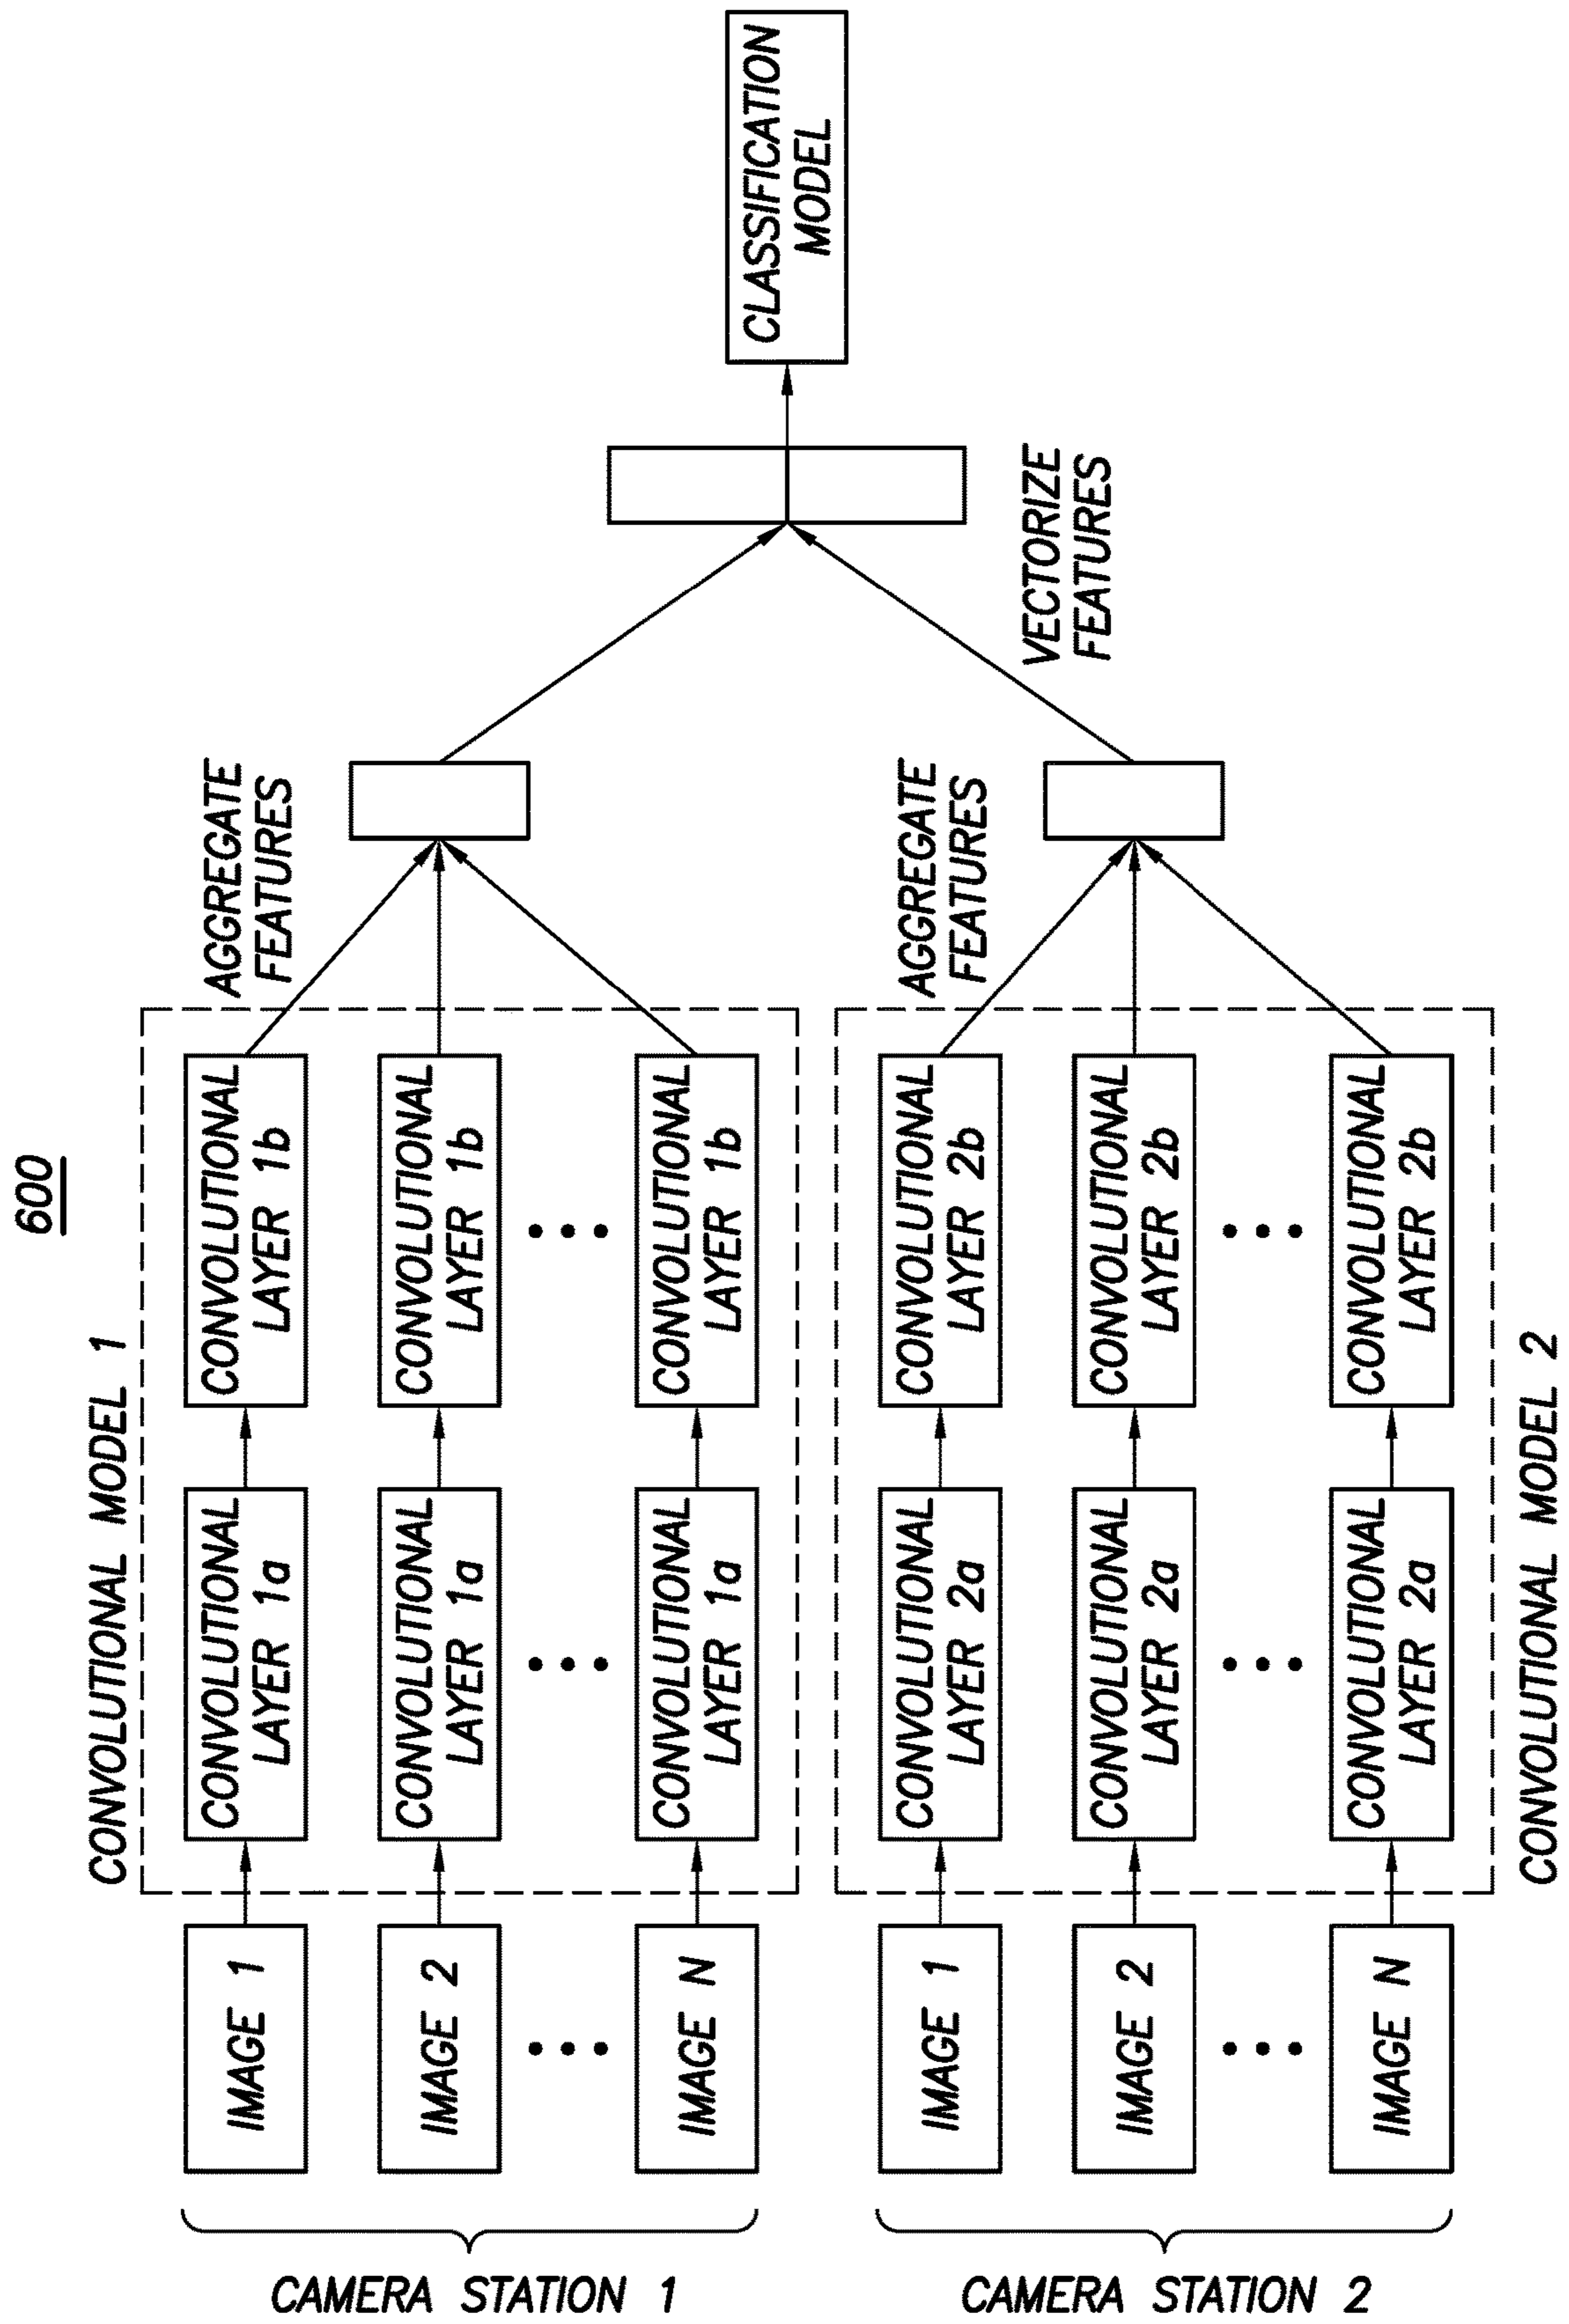 600
CONVOLUTIONAL MODEL 1
CAMERA STATION 1
IMAGE 1
CONVOLUTIONAL
LAYER 1a
CONVOLUTIONAL
LAYER 1b
IMAGE 2
CONVOLUTIONAL
LAYER 1a
CONVOLUTIONAL
LAYER 1b
IMAGE N
CONVOLUTIONAL
LAYER 1a
CONVOLUTIONAL
LAYER 1b
AGGREGATE
FEATURES
CAMERA STATION 2
IMAGE 1
CONVOLUTIONAL
LAYER 2a
CONVOLUTIONAL
LAYER 2b
IMAGE 2
CONVOLUTIONAL
LAYER 2a
CONVOLUTIONAL
LAYER 2b
IMAGE N
CONVOLUTIONAL
LAYER 2a
CONVOLUTIONAL
LAYER 2b
AGGREGATE
FEATURES
CONVOLUTIONAL MODEL 2
VECTORIZE
FEATURES
CLASSIFICATION
MODEL